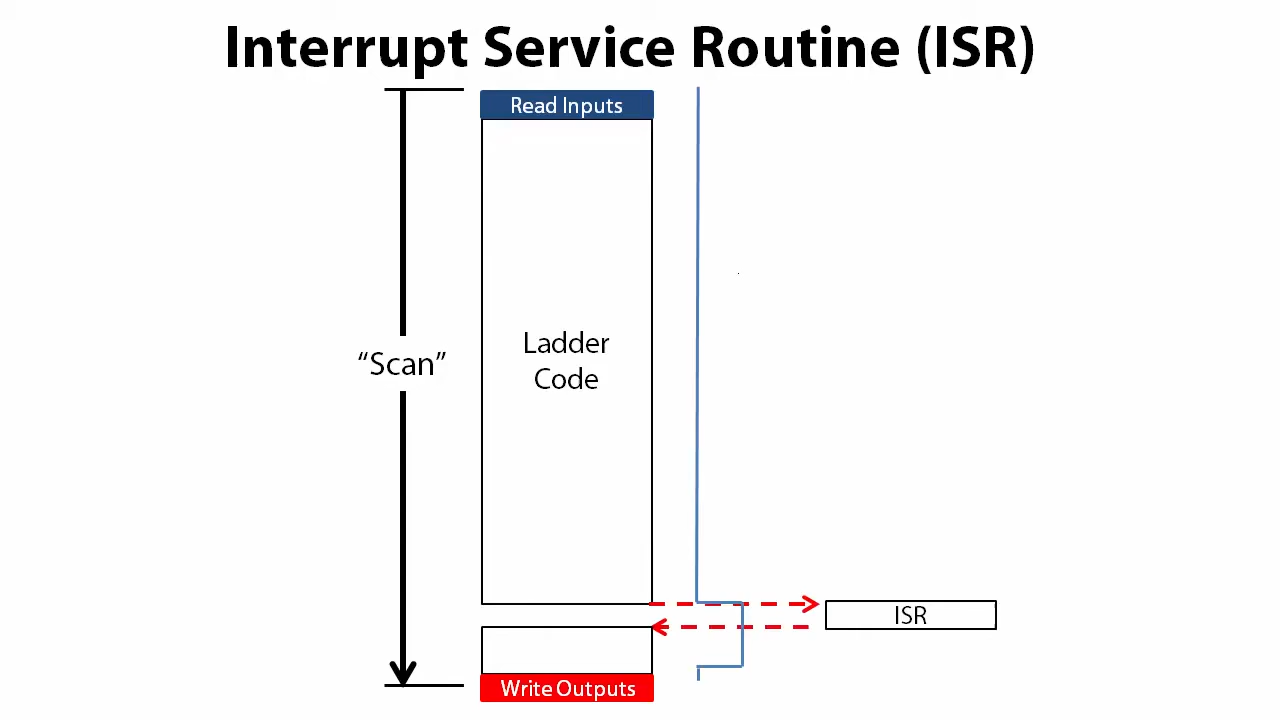 Interrupt Service Routine (ISR)
Read Inputs
Ladder
Code
“Scan”
ISR
Write Outputs